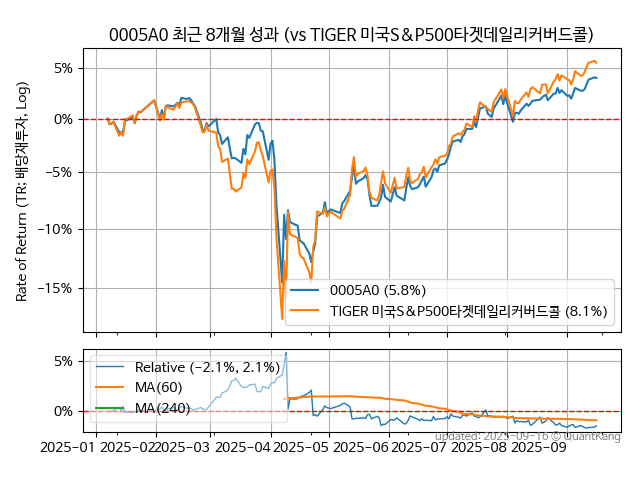 0005A0 최근 8개월 성과 (vs TIGER 미국S&P500타겟데일리커버드콜)
Rate of Return (TR: 배당재투자, Log)
5%
0%
−5%
−10%
−15%
0005A0 (5.8%)
TIGER 미국S&P500타겟데일리커버드콜 (8.1%)
5%
0%
Relative (−2.1%, 2.1%)
MA(60)
MA(240)
updated: 2025-09-16 © QuantKang
2025−01 2025−02 2025−03 2025−04 2025−05 2025−06 2025−07 2025−08 2025−09